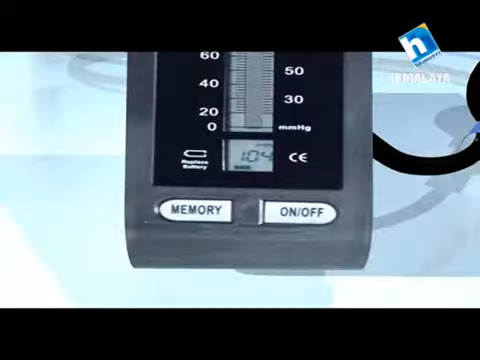 h
HIMALAYA
60
50
40
30
20
0
mmHg
Replace
Battery
104
CE
MEMORY
ON/OFF